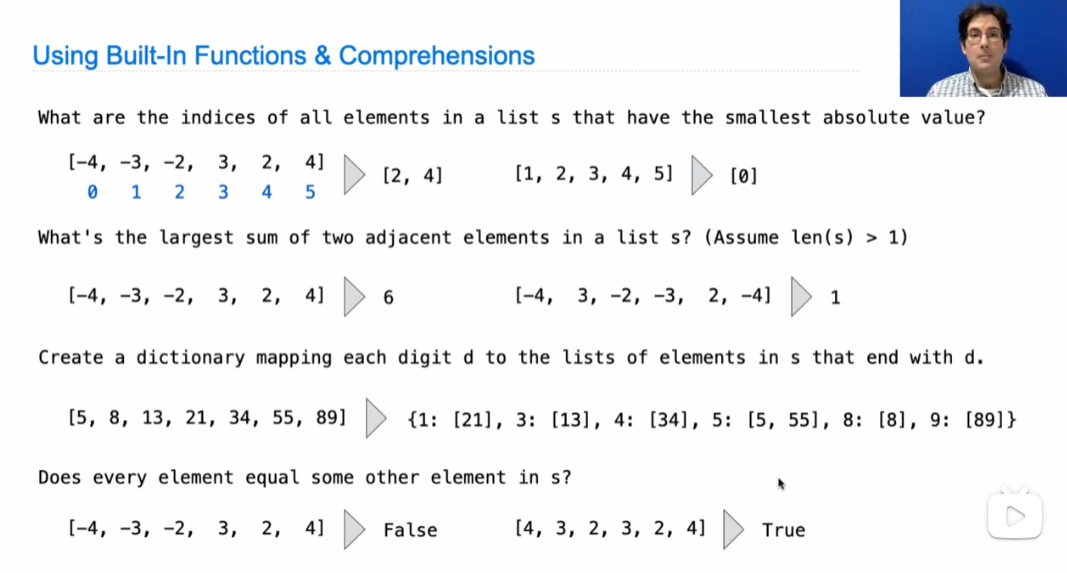 Using Built-In Functions & Comprehensions
What are the indices of all elements in a list s that have the smallest absolute value?
[-4, -3, -2, 3, 2, 4] [2, 4] [1, 2, 3, 4, 5] [0]
0 1 2 3 4 5
What's the largest sum of two adjacent elements in a list s? (Assume len(s) > 1)
[-4, -3, -2, 3, 2, 4] 6 [-4, 3, -2, -3, 2, -4] 1
Create a dictionary mapping each digit d to the lists of elements in s that end with d.
[5, 8, 13, 21, 34, 55, 89] {1: [21], 3: [13], 4: [34], 5: [5, 55], 8: [8], 9: [89]}
Does every element equal some other element in s?
[-4, -3, -2, 3, 2, 4] False [4, 3, 2, 3, 2, 4] True